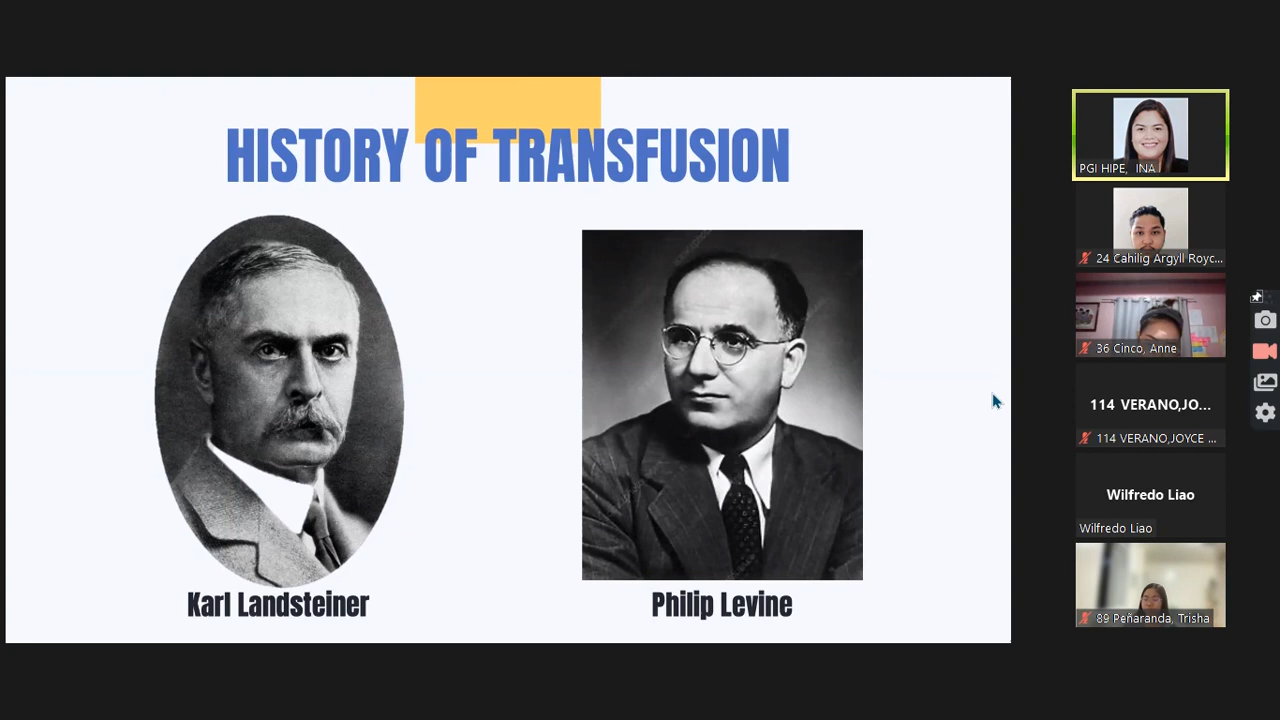 HISTORY OF TRANSFUSION
Karl Landsteiner
Philip Levine
PGI HIPE, INA
24 Cahilig Argyll Royc...
36 Cinco, Anne
114 VERANO,JO...
114 VERANO,JOYCE ...
Wilfredo Liao
Wilfredo Liao
89 Peñaranda, Trisha